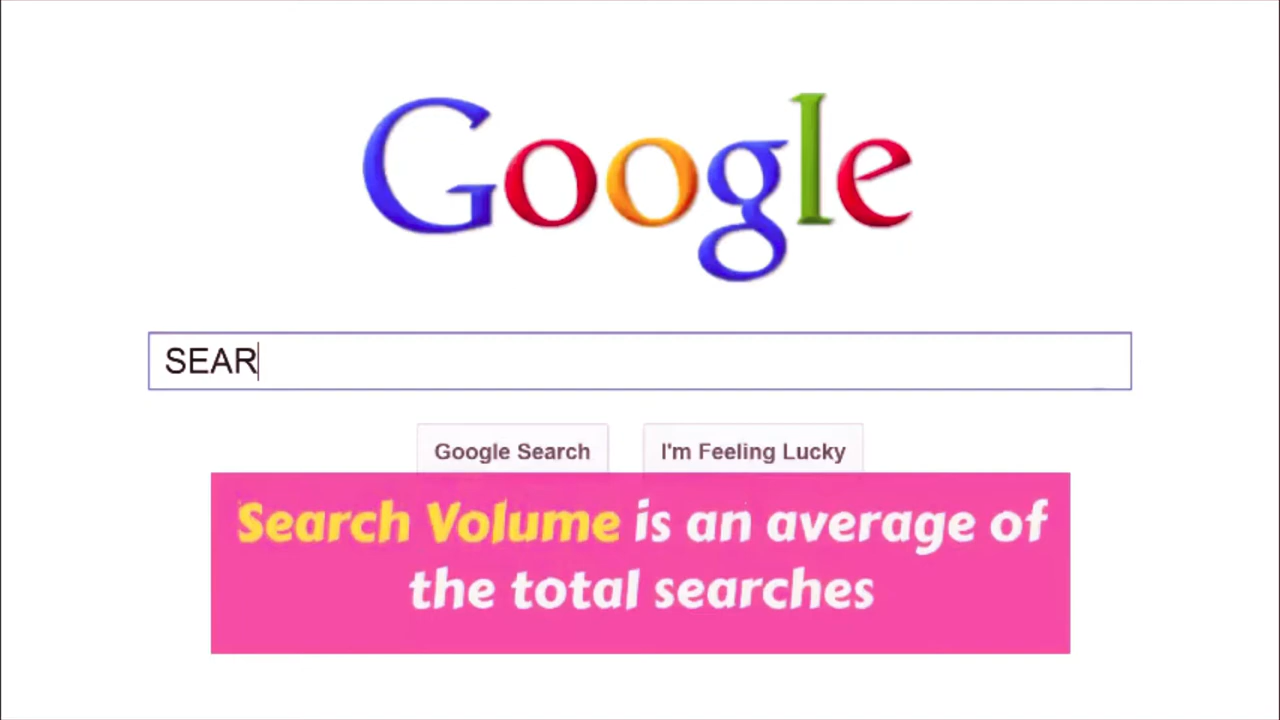 Google
SEAR
Google Search I'm Feeling Lucky
Search Volume is an average of
the total searches